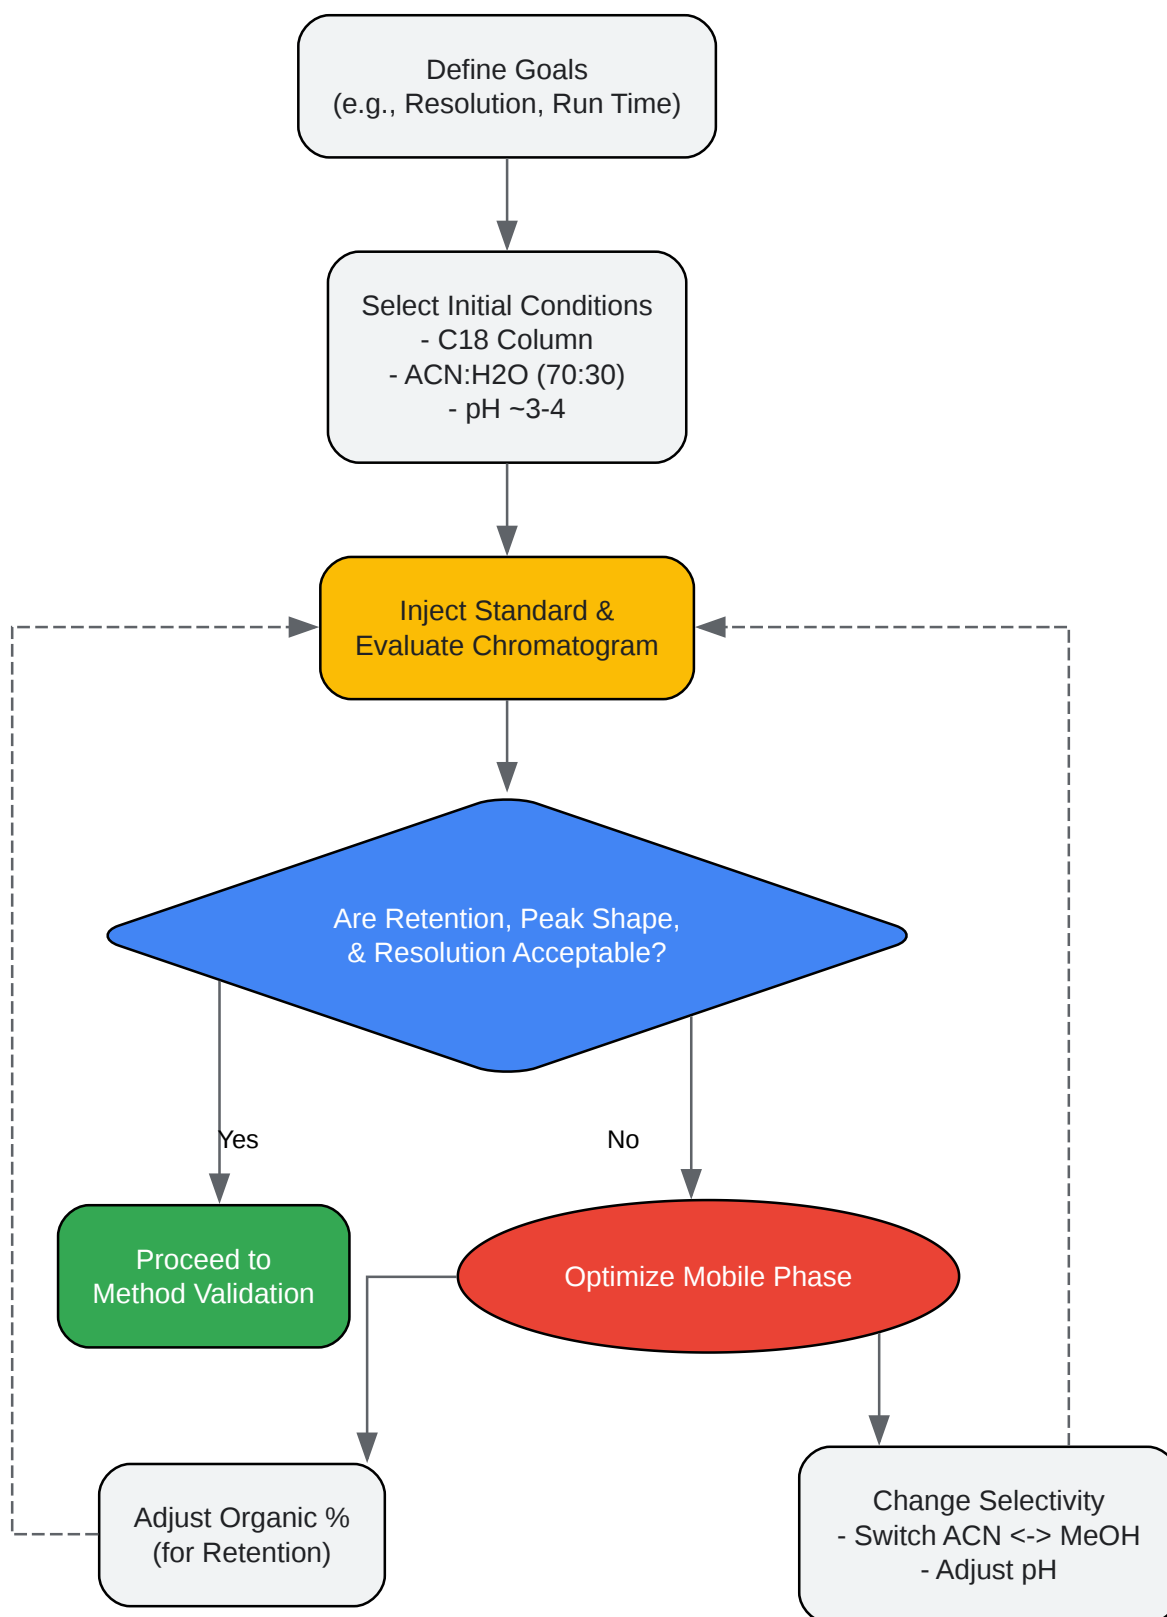 Define Goals
(e.g., Resolution, Run Time)
Select Initial Conditions
- C18 Column
- ACN:H2O (70:30)
- pH ~3-4
Inject Standard &
Evaluate Chromatogram
Are Retention, Peak Shape,
& Resolution Acceptable?
Yes
No
Proceed to
Method Validation
Optimize Mobile Phase
Adjust Organic %
(for Retention)
Change Selectivity
- Switch ACN <-> MeOH
- Adjust pH